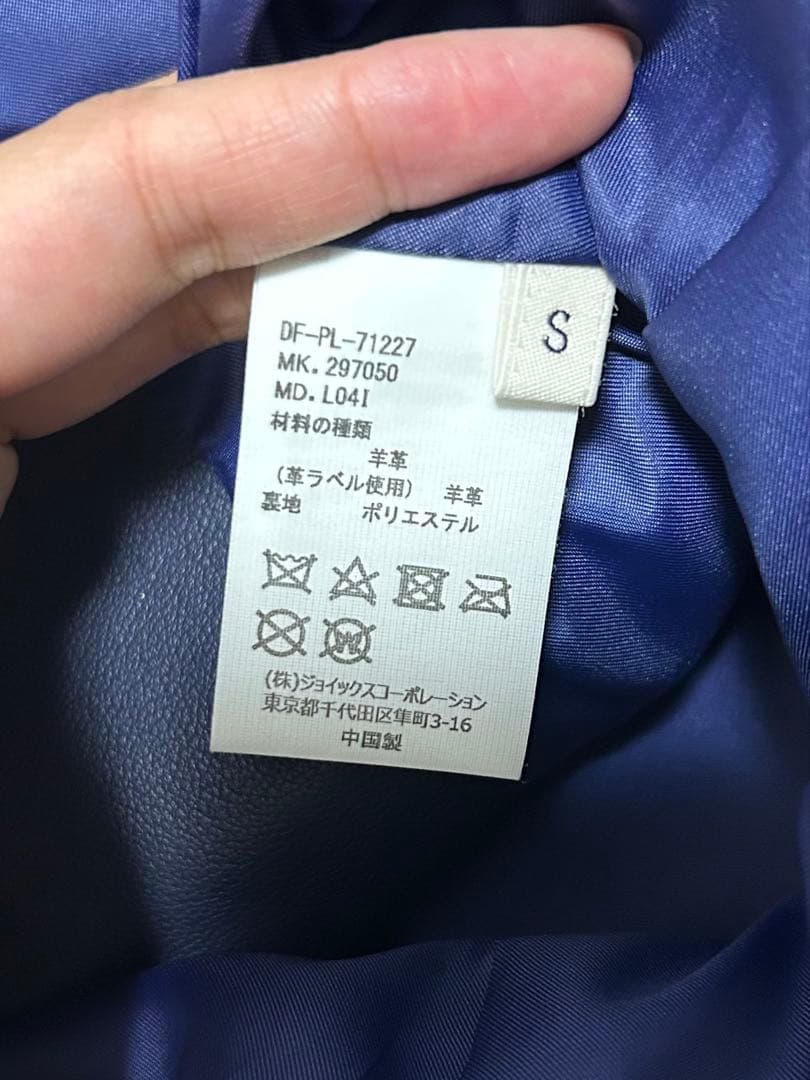 S
DF-PL-71227
MK. 297050
MD. L04I
材料の種類
羊革
(革ラベル使用) 羊革
裏地 ポリエステル
W
(株)ジョイックスコーポレーション
東京都千代田区隼町3-16
中国製